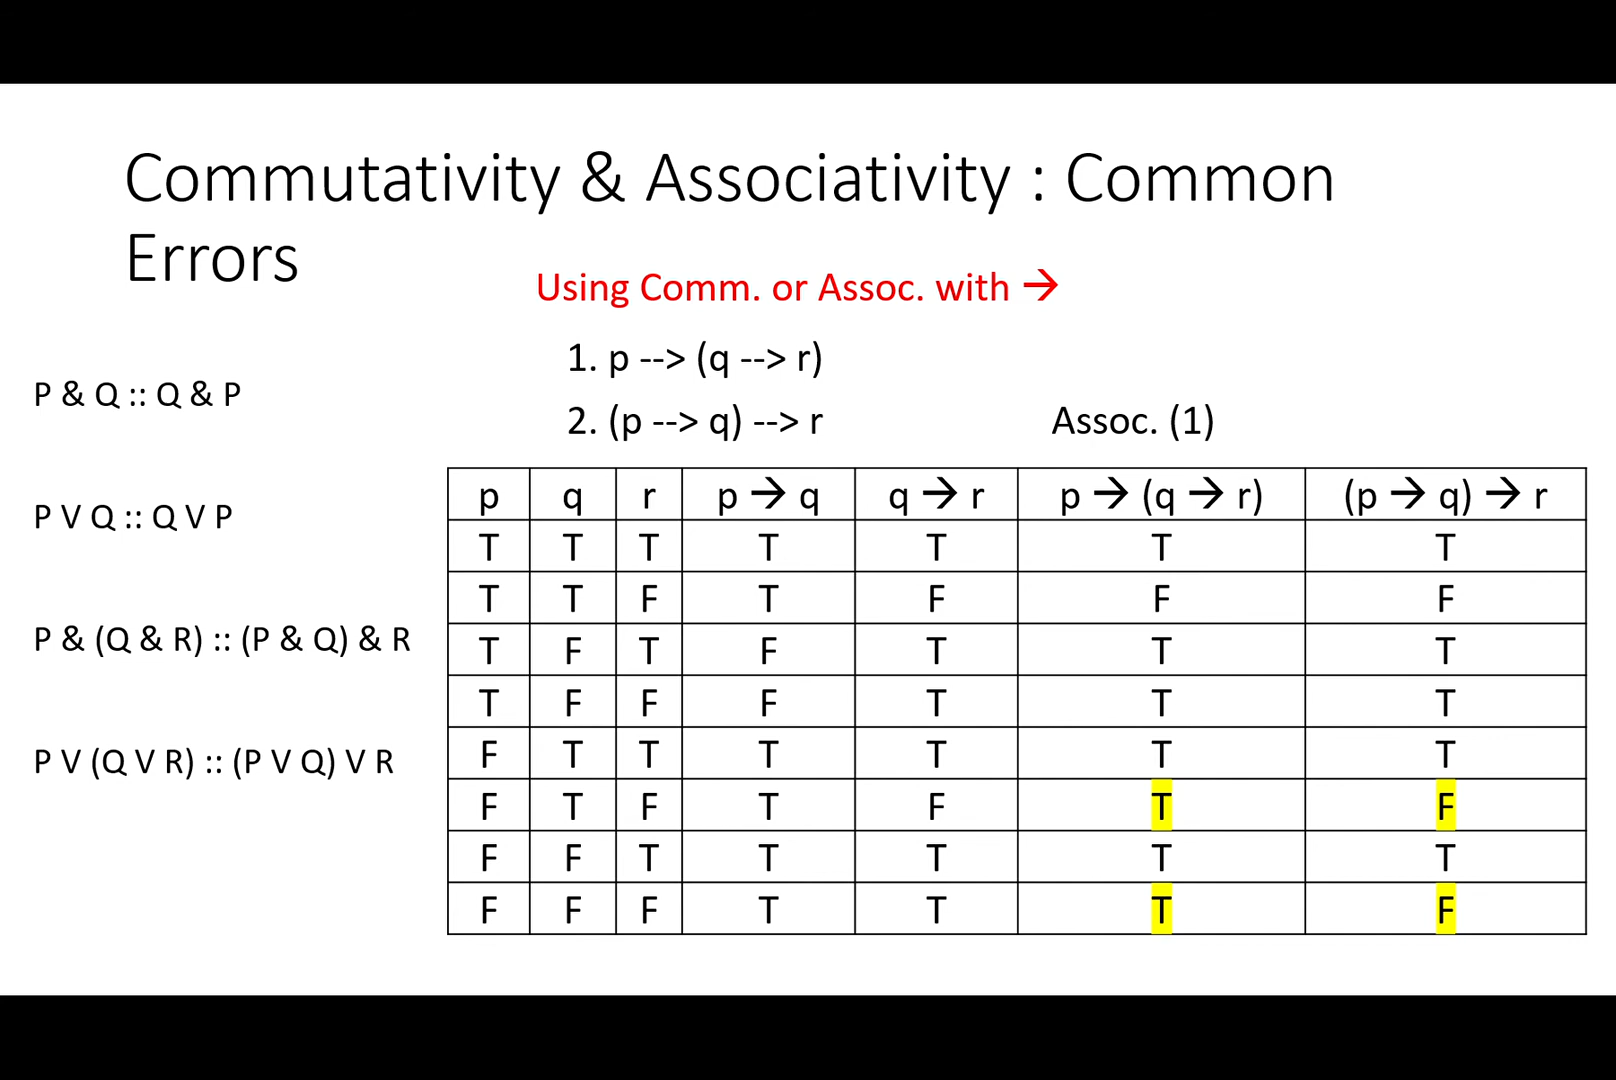 Commutativity & Associativity : Common
Errors
Using Comm. or Assoc. with →
1. p --> (q --> r)
2. (p --> q) --> r Assoc. (1)
P & Q :: Q & P
P V Q :: Q V P
P & (Q & R) :: (P & Q) & R
P V (Q V R) :: (P V Q) V R
p q r p → q q → r p → (q → r) (p → q) → r
T T T T T T T
T T F T F F F
T F T F T T T
T F F F T T T
F T T T T T T
F T F T F T F
F F T T T T T
F F F T T T F